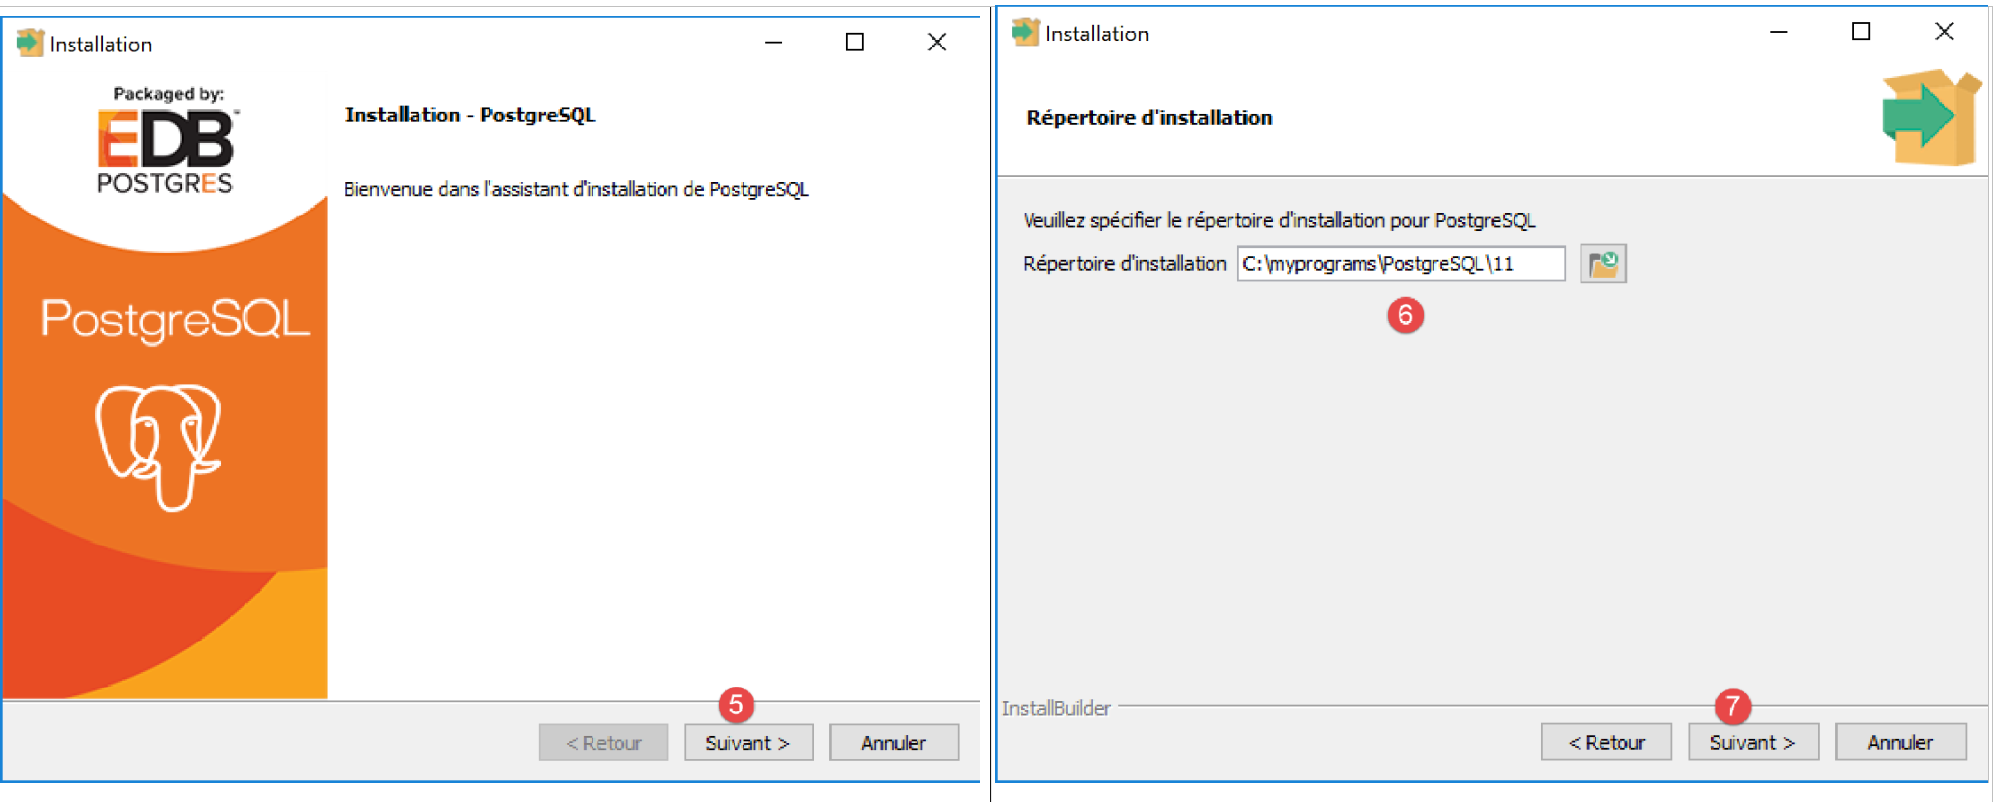 Installation
Packaged by:
EDB
POSTGRES
PostgreSQL
Installation - PostgreSQL
Bienvenue dans l'assistant d'installation de PostgreSQL
5
< Retour
Suivant >
Annuler
Installation
Répertoire d'installation
Veuillez spécifier le répertoire d'installation pour PostgreSQL
Répertoire d'installation C:\myprograms\PostgreSQL\11
6
InstallBuilder
7
< Retour
Suivant >
Annuler